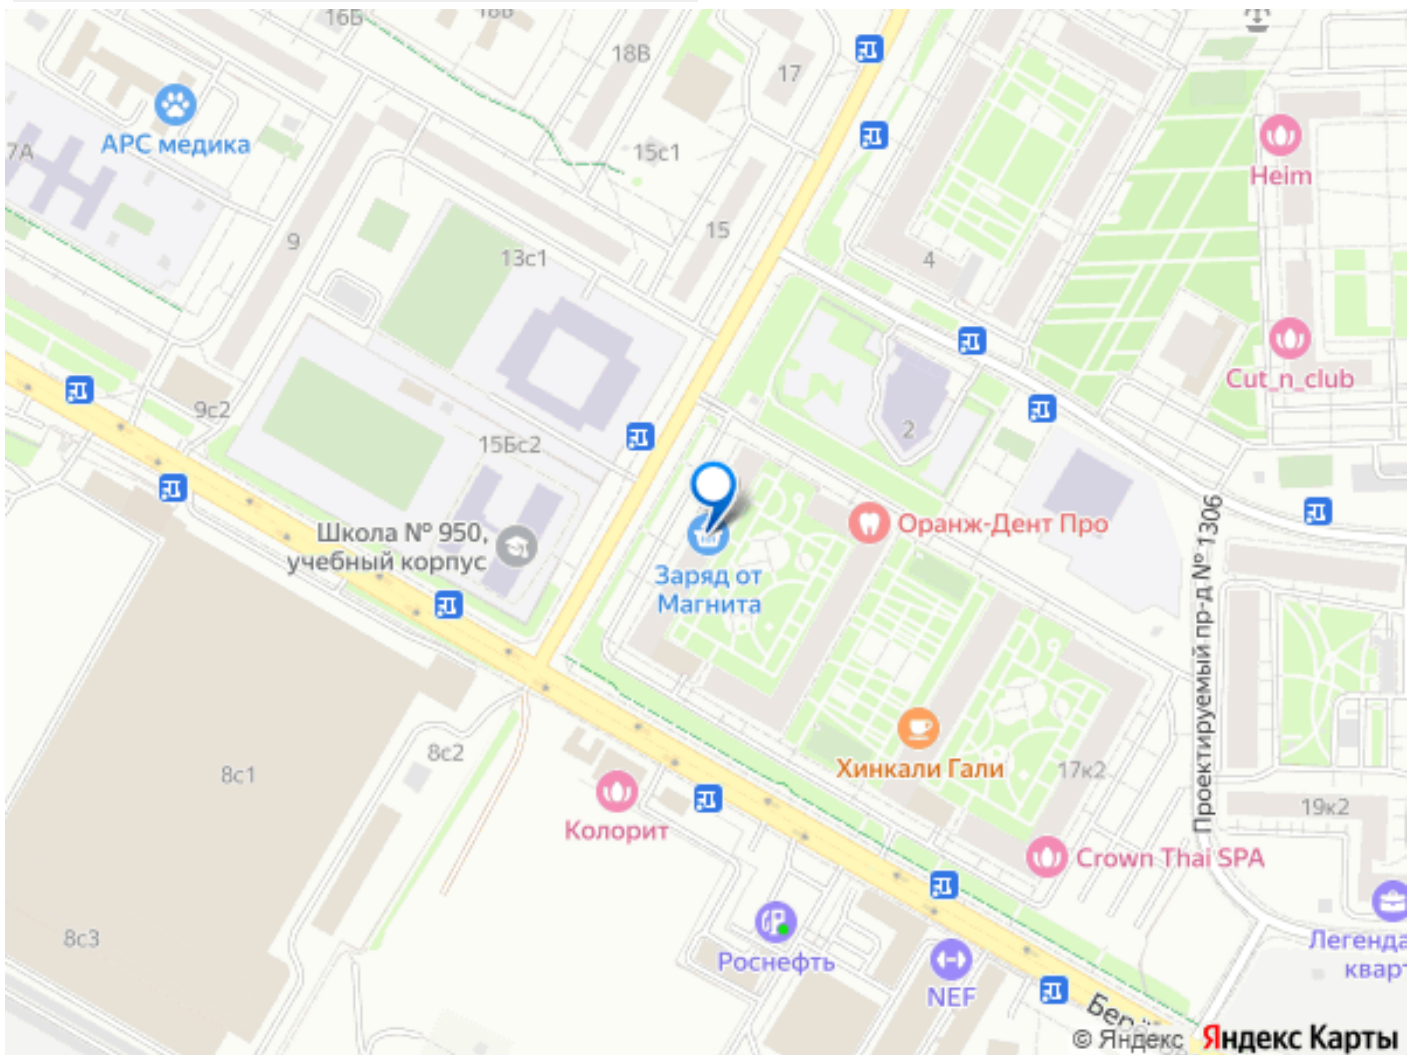 16В
16Б
18В
17
АРС медика
7А
15с1
Heim
9
13с1
15
4
Cut_n_club
9с2
15Бс2
2
Школа № 950,
учебный корпус
Оранж-Дент Про
Заряд от
Магнита
Проектируемый пр-д № 1306
8с2
8с1
Хинкали Гали
17к2
19к2
Колорит
Crown Thai SPA
8с3
Роснефть
NEF
Легенда
кварт
© Яндекс Яндекс Карты